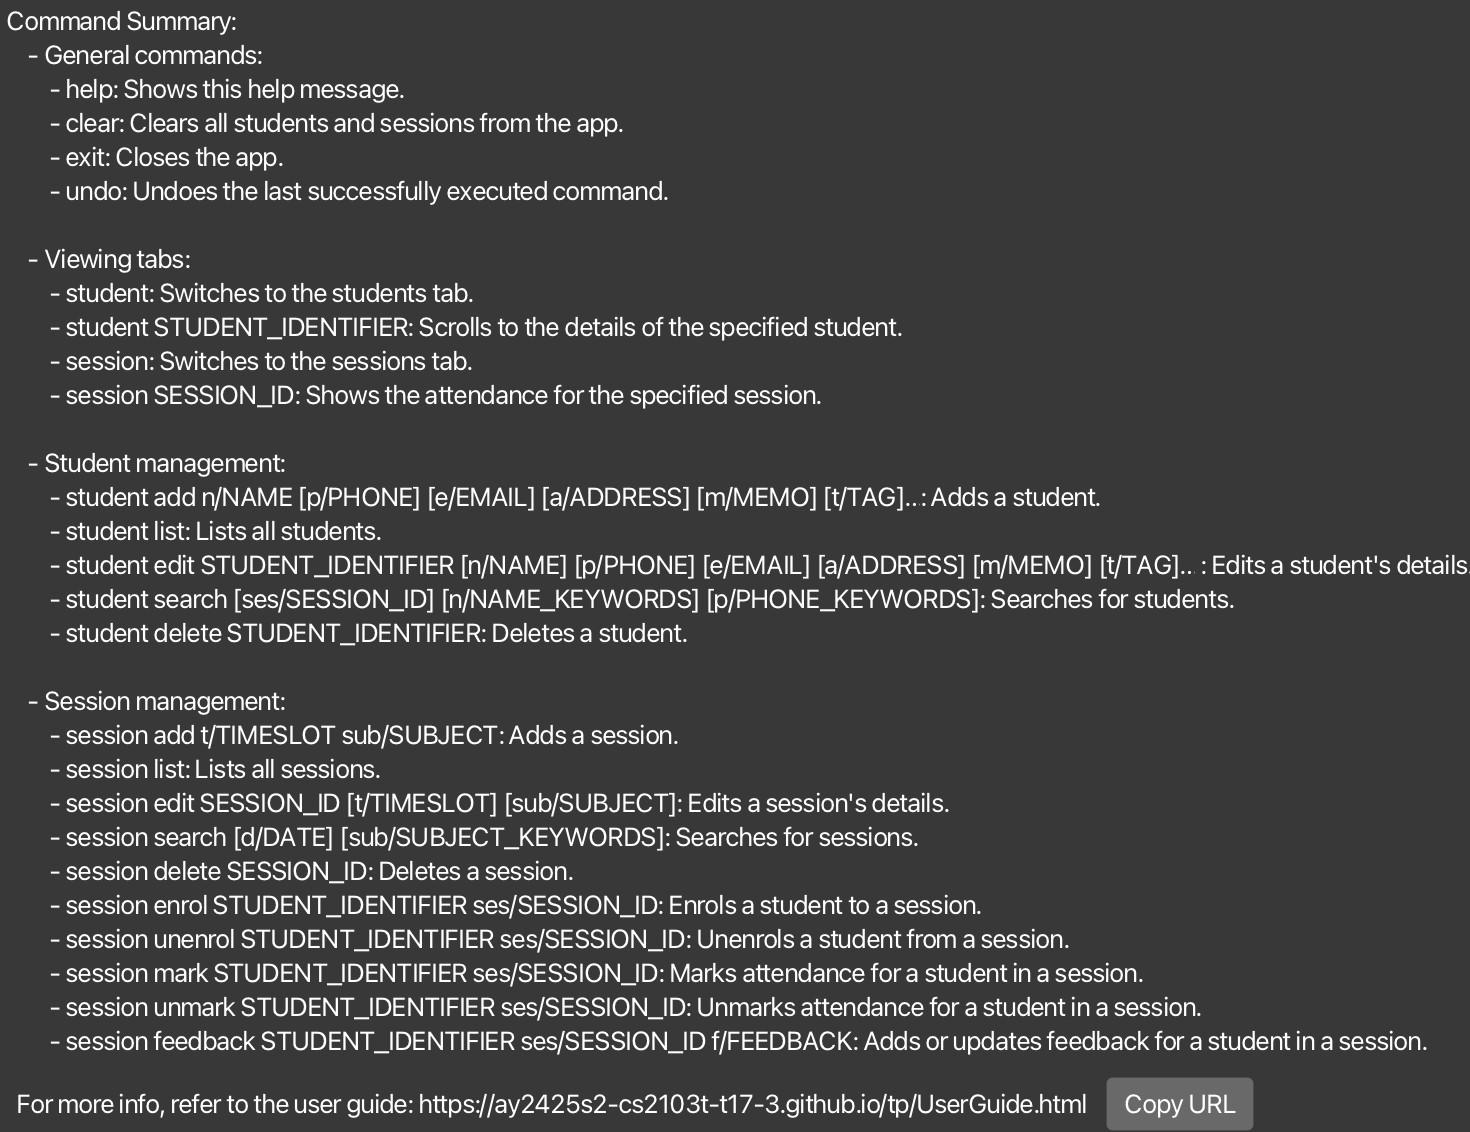 Command Summary:
- General commands:
- help: Shows this help message.
- clear: Clears all students and sessions from the app.
- exit: Closes the app.
- undo: Undoes the last successfully executed command.
- Viewing tabs:
- student: Switches to the students tab.
- student STUDENT_IDENTIFIER: Scrolls to the details of the specified student.
- session: Switches to the sessions tab.
- session SESSION_ID: Shows the attendance for the specified session.
- Student management:
- student add n/NAME [p/PHONE] [e/EMAIL] [a/ADDRESS] [m/MEMO] [t/TAG]...: Adds a student.
- student list: Lists all students.
- student edit STUDENT_IDENTIFIER [n/NAME] [p/PHONE] [e/EMAIL] [a/ADDRESS] [m/MEMO] [t/TAG]...: Edits a student's details.
- student search [ses/SESSION_ID] [n/NAME_KEYWORDS] [p/PHONE_KEYWORDS]: Searches for students.
- student delete STUDENT_IDENTIFIER: Deletes a student.
- Session management:
- session add t/TIMESLOT sub/SUBJECT: Adds a session.
- session list: Lists all sessions.
- session edit SESSION_ID [t/TIMESLOT] [sub/SUBJECT]: Edits a session's details.
- session search [d/DATE] [sub/SUBJECT_KEYWORDS]: Searches for sessions.
- session delete SESSION_ID: Deletes a session.
- session enrol STUDENT_IDENTIFIER ses/SESSION_ID: Enrols a student to a session.
- session unenrol STUDENT_IDENTIFIER ses/SESSION_ID: Unenrols a student from a session.
- session mark STUDENT_IDENTIFIER ses/SESSION_ID: Marks attendance for a student in a session.
- session unmark STUDENT_IDENTIFIER ses/SESSION_ID: Unmarks attendance for a student in a session.
- session feedback STUDENT_IDENTIFIER ses/SESSION_ID f/FEEDBACK: Adds or updates feedback for a student in a session.
For more info, refer to the user guide: https://ay2425s2-cs2103t-t17-3.github.io/tp/UserGuide.html Copy URL